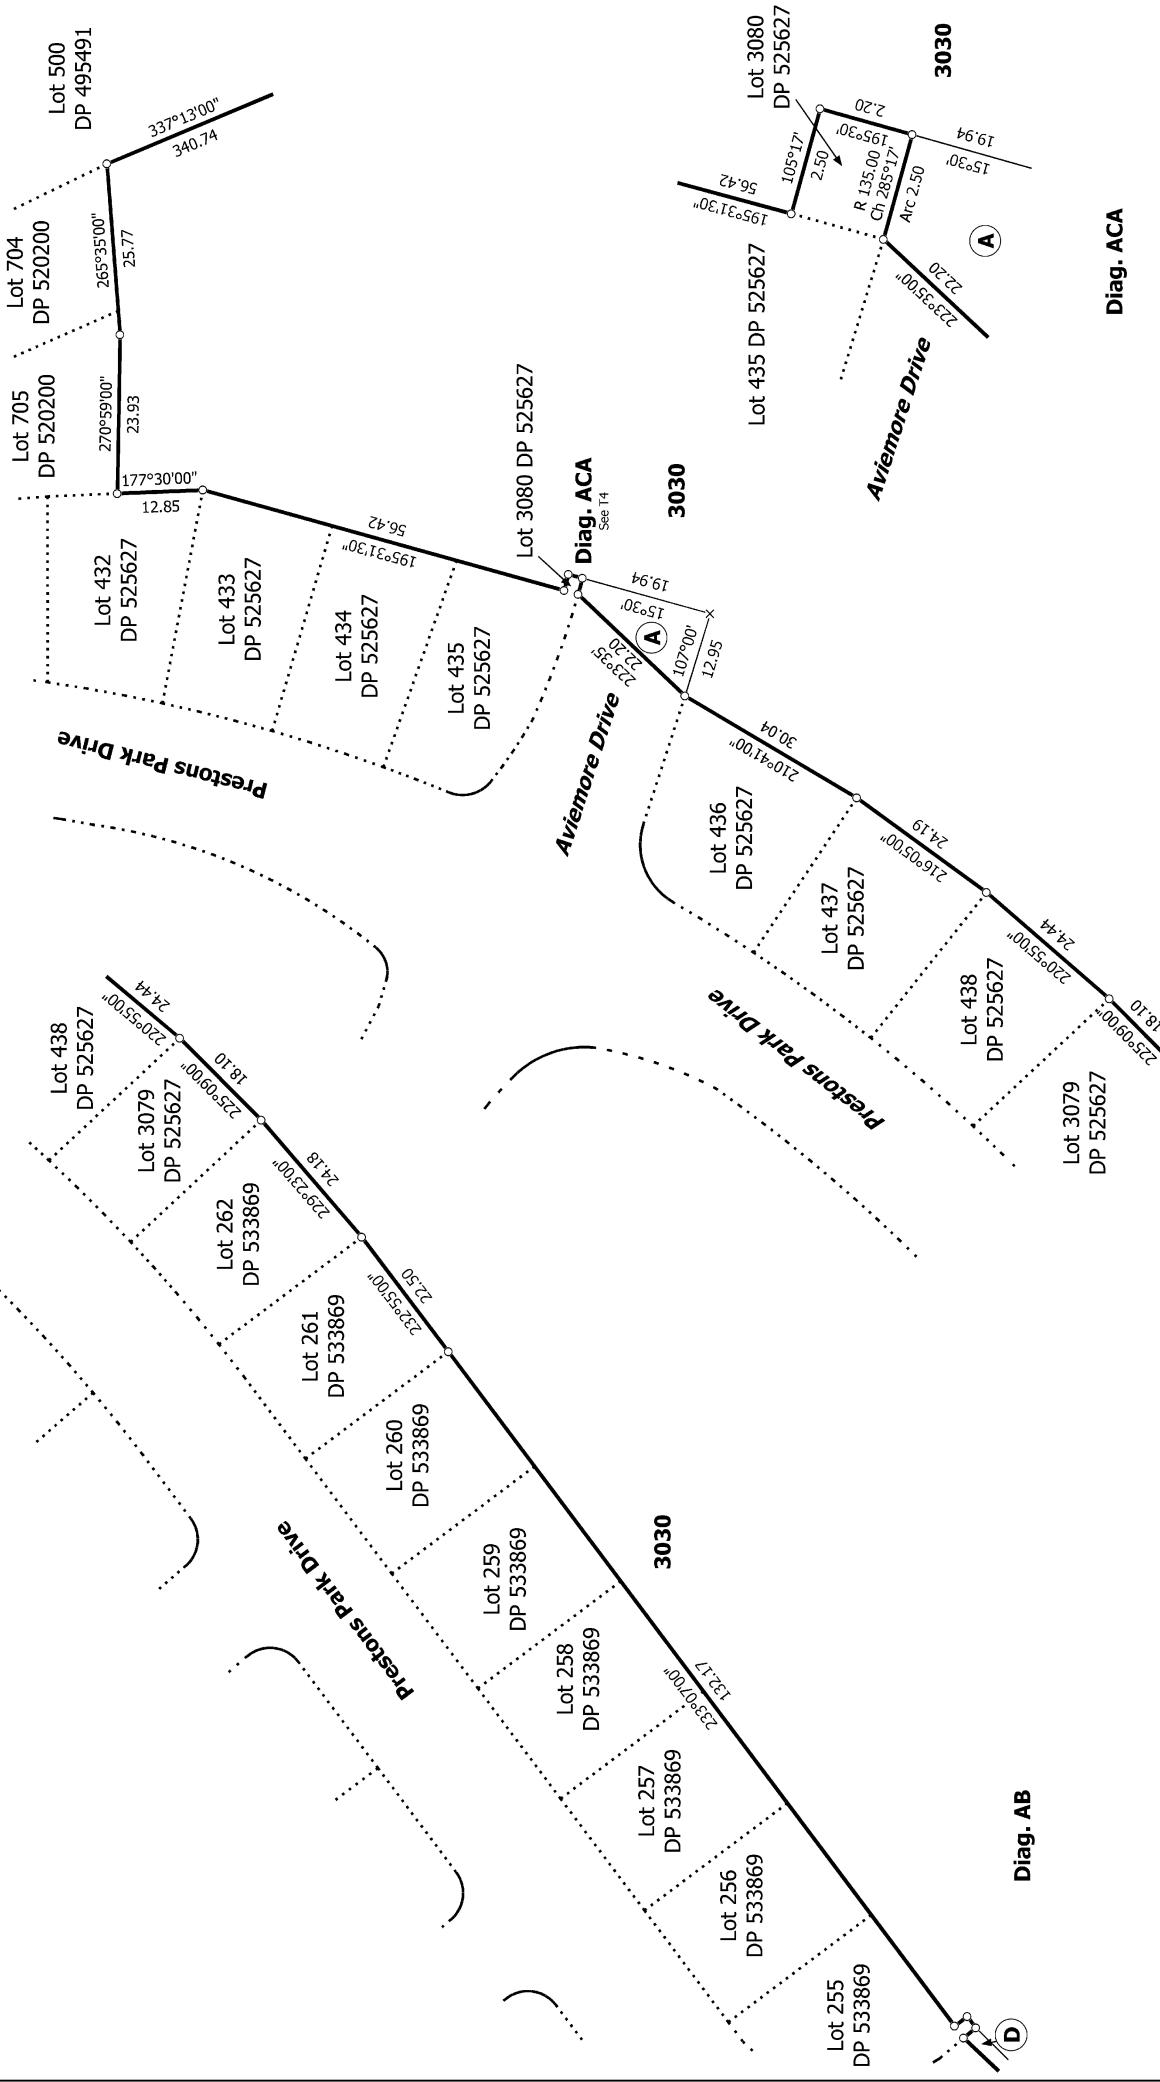 Lot 500
DP 495491
337°13'00"
340.74
Lot 704
DP 520200
265°35'00"
25.77
Lot 705
DP 520200
270°59'00"
23.93
177°30'00"
12.85
Lot 432
DP 525627
Lot 433
DP 525627
Lot 434
DP 525627
Lot 435
DP 525627
56.42
195°31'30"
Prestons Park Drive
Lot 3080 DP 525627
Diag. ACA
See T4
3030
19.94
15°30'
A
223°35'
22.20
107°00'
12.95
Aviemore Drive
30.04
210°41'00"
Lot 436
DP 525627
24.19
216°05'00"
Lot 437
DP 525627
24.44
220°55'00"
Lot 438
DP 525627
18.10
225°09'00"
Lot 3079
DP 525627
Prestons Park Drive
Lot 3080
DP 525627
3030
2.20
195°30'
105°17'
2.50
R 135.00
Ch 285°17'
Arc 2.50
19.94
15°30'
56.42
195°31'30"
Lot 435 DP 525627
A
22.20
223°35'00"
Aviemore Drive
Diag. ACA
Lot 438
DP 525627
24.44
220°55'00"
Lot 3079
DP 525627
18.10
225°09'00"
Lot 262
DP 533869
24.18
229°23'00"
Lot 261
DP 533869
22.50
232°55'00"
Lot 260
DP 533869
Lot 259
DP 533869
Lot 258
DP 533869
Lot 257
DP 533869
Lot 256
DP 533869
Lot 255
DP 533869
Prestons Park Drive
3030
132.17
233°07'00"
Diag. AB
D